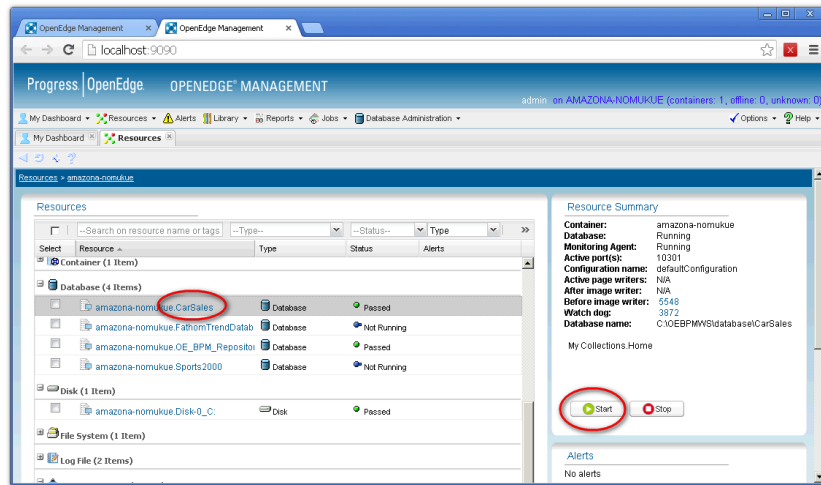 OpenEdge Management x OpenEdge Management x
localhost:9090
Progress. OpenEdge. OPENEDGE® MANAGEMENT
admin on AMAZONA-NOMUKUE (containers: 1, offline: 0, unknown: 0)
My Dashboard Resources Alerts Library Reports Jobs Database Administration Options Help
My Dashboard Resources
Resources > amazona-nomukue
Resources
--Search on resource name or tags --Type-- --Status-- Type »
Select Resource Type Status Alerts
Container (1 Item)
Database (4 Items)
amazona-nomukue.CarSales Database Passed
amazona-nomukue.FathomTrendDatab Database Not Running
amazona-nomukue.OE_BPM_Repositor Database Passed
amazona-nomukue.Sports2000 Database Not Running
Disk (1 Item)
amazona-nomukue.Disk-0_C: Disk Passed
File System (1 Item)
Log File (2 Items)
Resource Summary
Container: amazona-nomukue
Database: Running
Monitoring Agent: Running
Active port(s): 10301
Configuration name: defaultConfiguration
Active page writers: N/A
After image writer: N/A
Before image writer: 5548
Watch dog: 3872
Database name: C:\OEBPMWS\database\CarSales
My Collections.Home
Start Stop
Alerts
No alerts